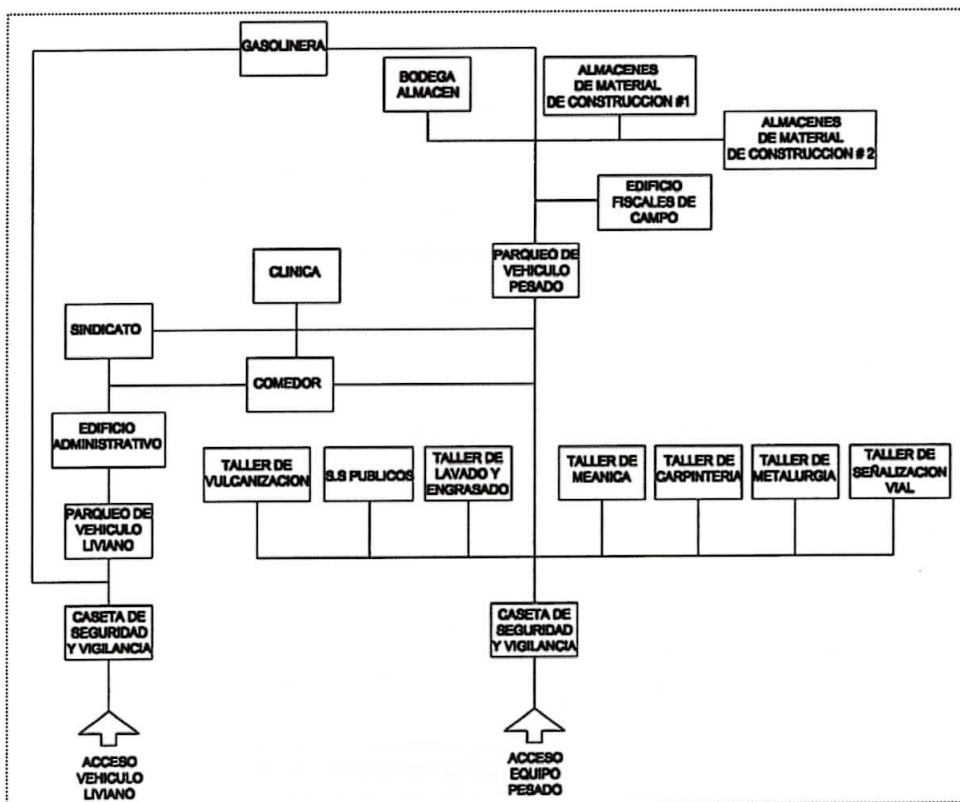 GASOLINERA
BODEGA
ALMACEN
ALMACENES
DE MATERIAL
DE CONSTRUCCION #1
ALMACENES
DE MATERIAL
DE CONSTRUCCION # 2
EDIFICIO
FISCALES DE
CAMPO
PARQUEO DE
VEHICULO
PESADO
CLINICA
SINDICATO
COMEDOR
EDIFICIO
ADMINISTRATIVO
TALLER DE
VULCANIZACION
S.S PUBLICOS
TALLER DE
LAVADO Y
ENGRASADO
TALLER DE
MEANICA
TALLER DE
CARPINTERIA
TALLER DE
METALURGIA
TALLER DE
SEÑALIZACION
VIAL
PARQUEO DE
VEHICULO
LIVIANO
CASETA DE
SEGURIDAD
Y VIGILANCIA
CASETA DE
SEGURIDAD
Y VIGILANCIA
ACCESO
VEHICULO
LIVIANO
ACCESO
EQUIPO
PESADO